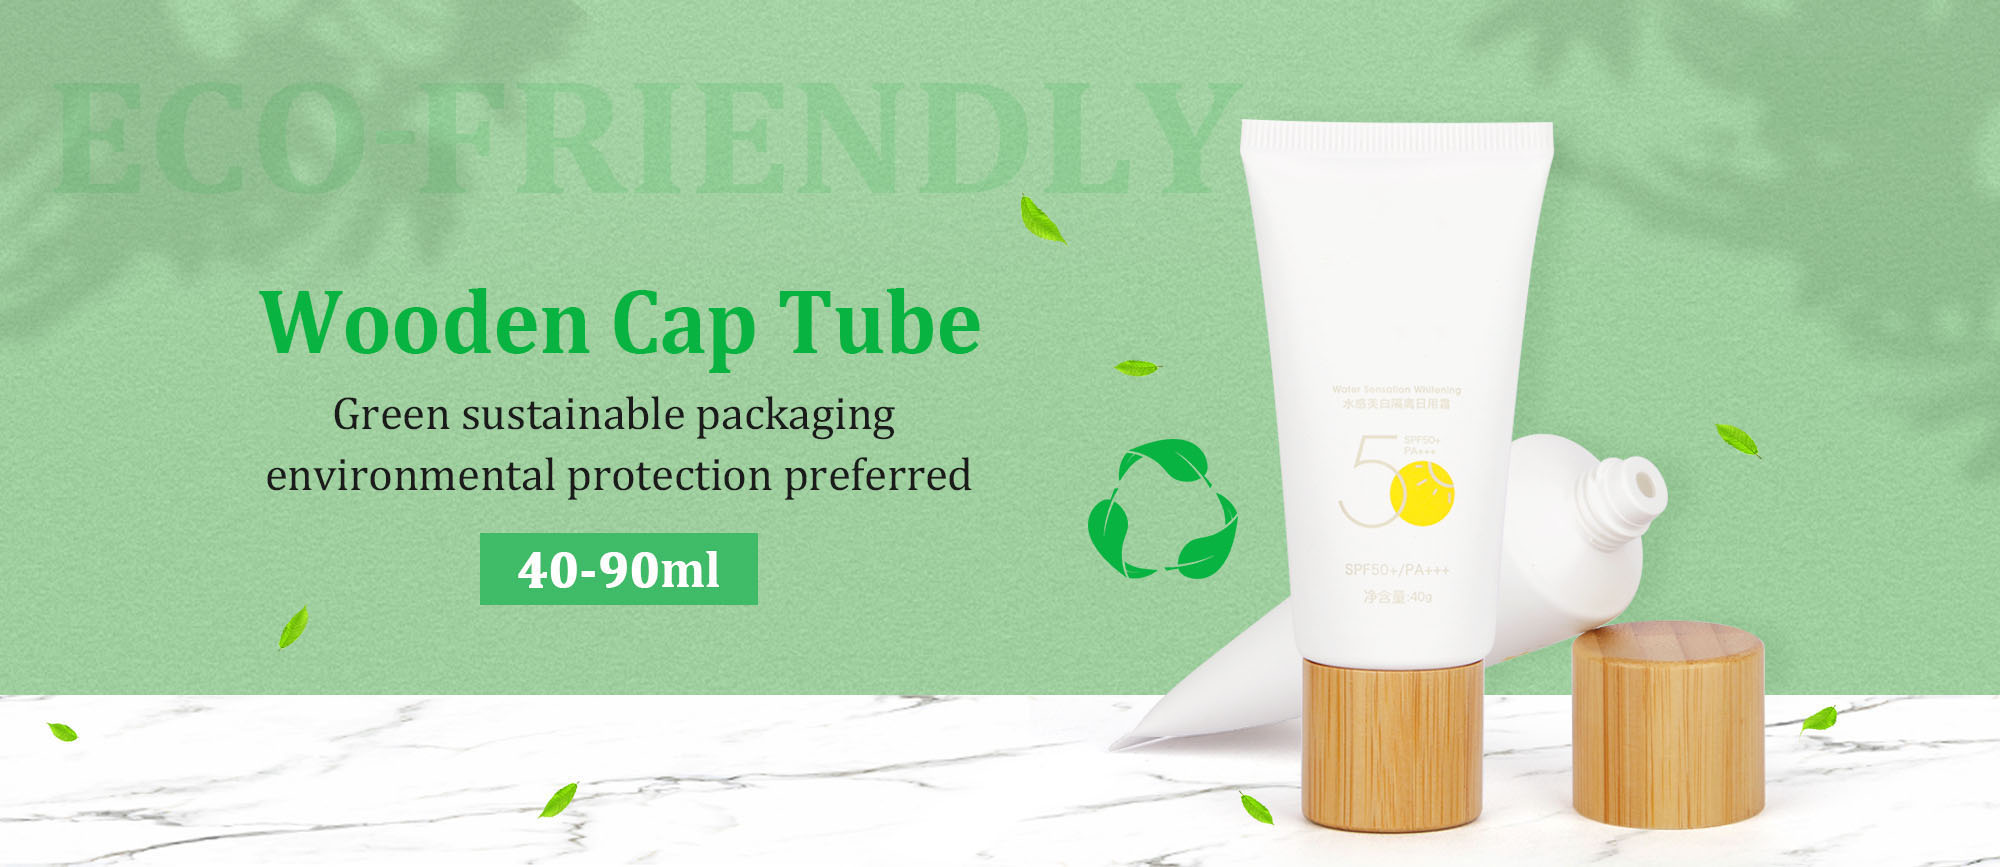 ECO-FRIENDLY
Wooden Cap Tube
Green sustainable packaging
environmental protection preferred
40-90ml
Water Sensation Whitening
水感美白隔离日用霜
50
SPF50+
PA+++
SPF50+/PA+++
净含量:40g